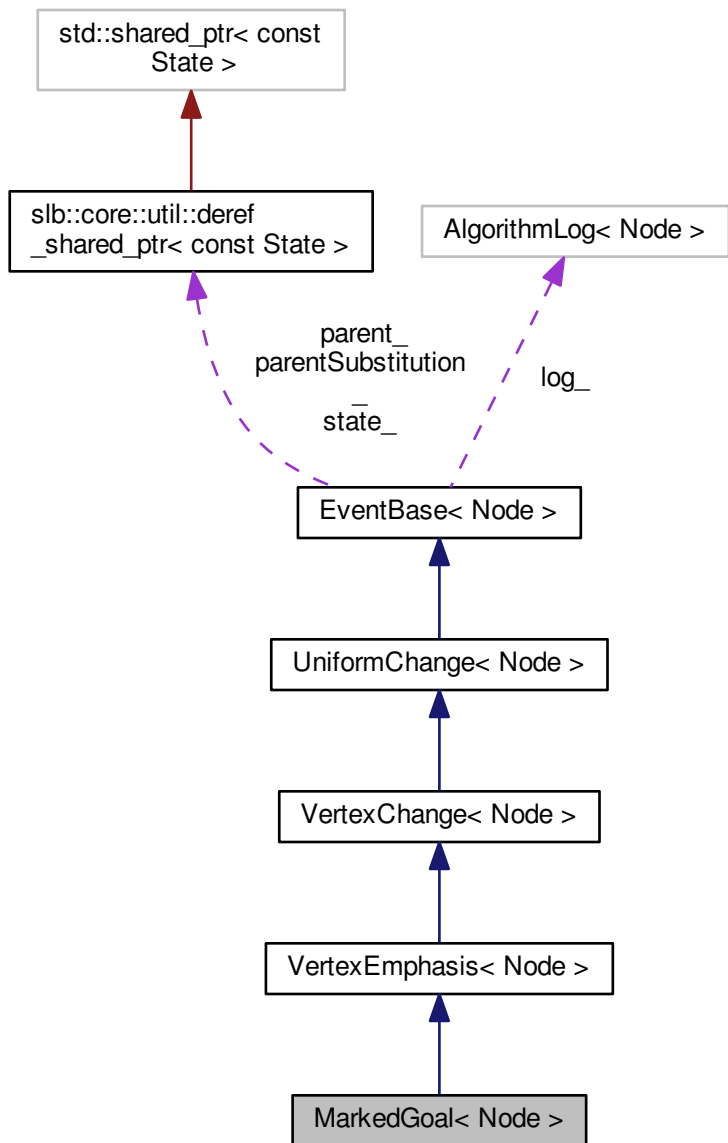 std::shared_ptr< const
State >
slb::core::util::deref
_shared_ptr< const State >
AlgorithmLog< Node >
parent_
parentSubstitution
_
state_
log_
EventBase< Node >
UniformChange< Node >
VertexChange< Node >
VertexEmphasis< Node >
MarkedGoal< Node >